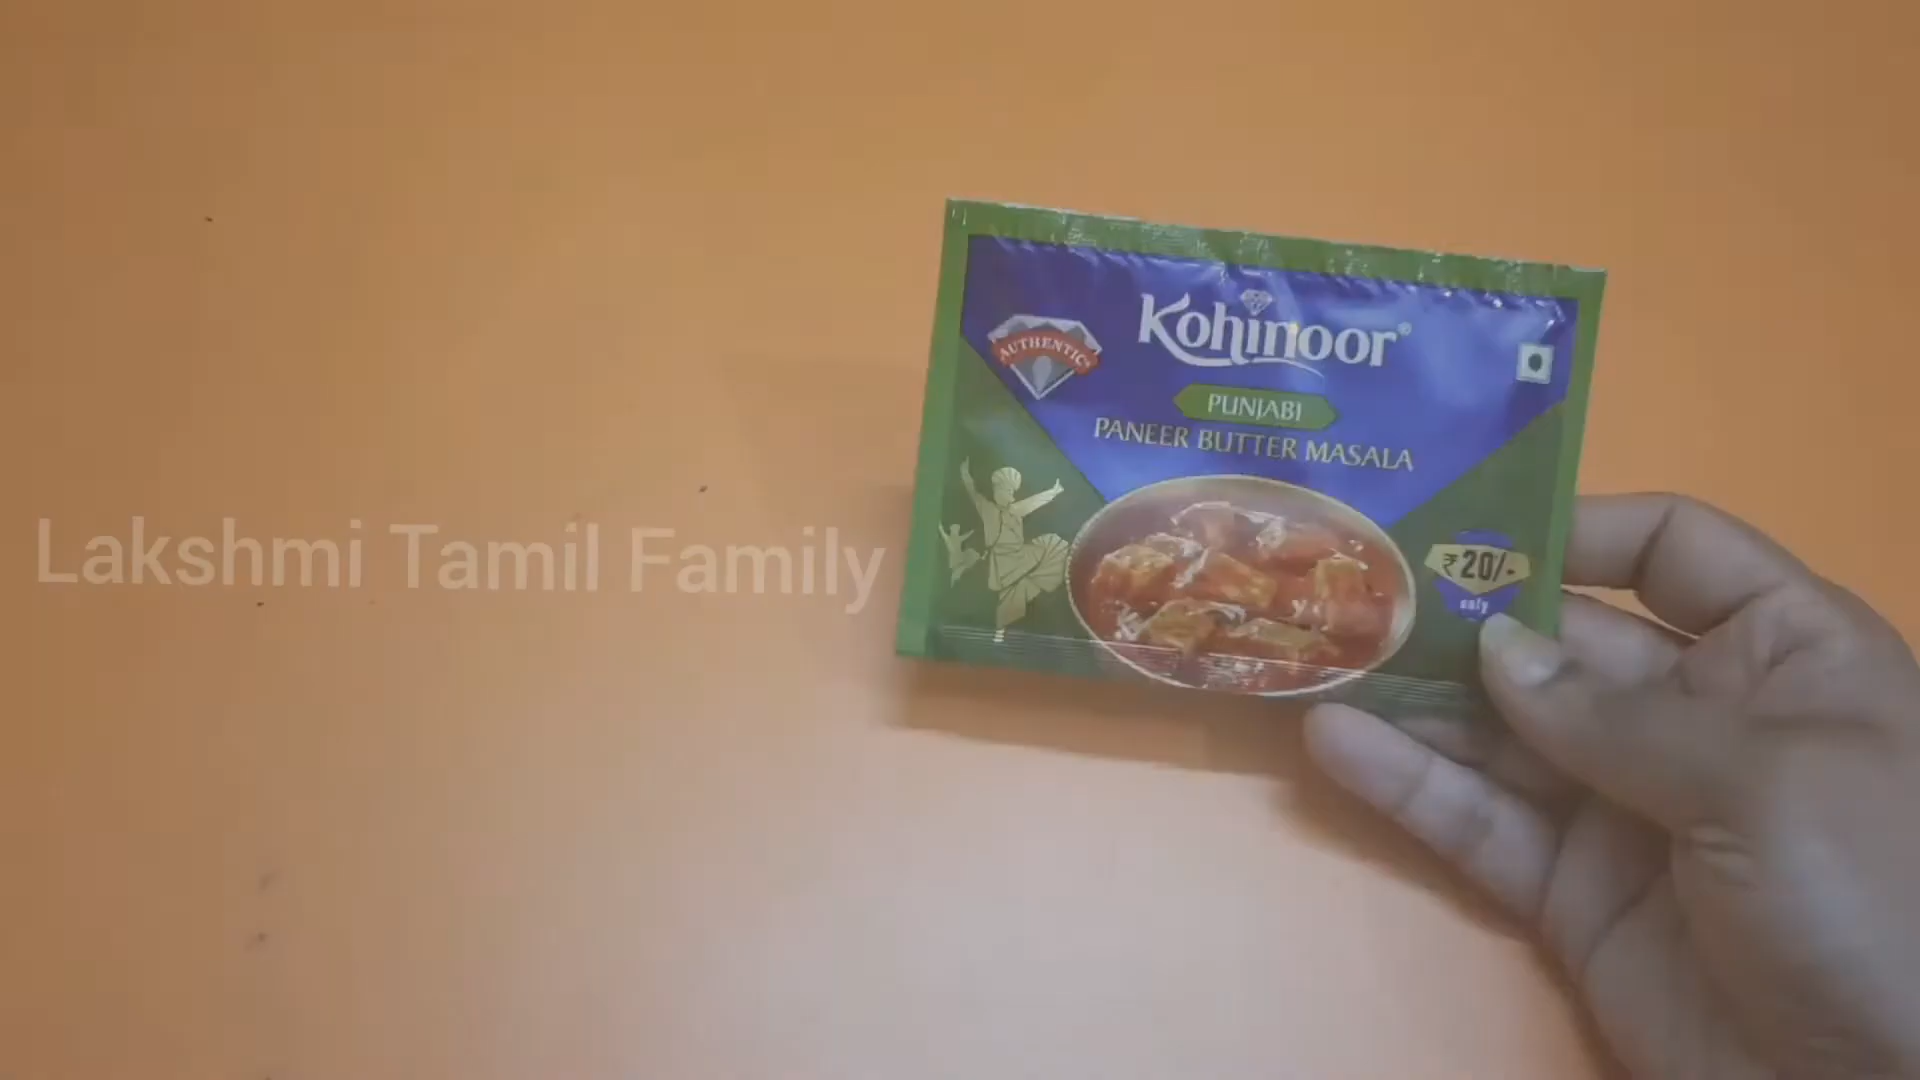 Lakshmi Tamil Family
Kohinoor®
AUTHENTIC
PUNJABI
PANEER BUTTER MASALA
₹20/-
only